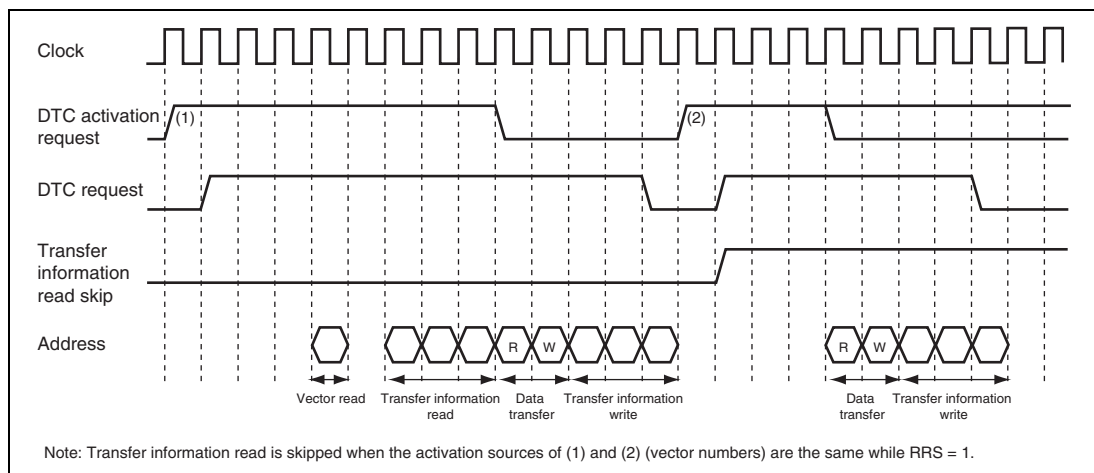 Clock
DTC activation
request
(1)
(2)
DTC request
Transfer
information
read skip
Address
R
W
R
W
Vector read
Transfer information
read
Data
transfer
Transfer information
write
Data
transfer
Transfer information
write
Note: Transfer information read is skipped when the activation sources of (1) and (2) (vector numbers) are the same while RRS = 1.